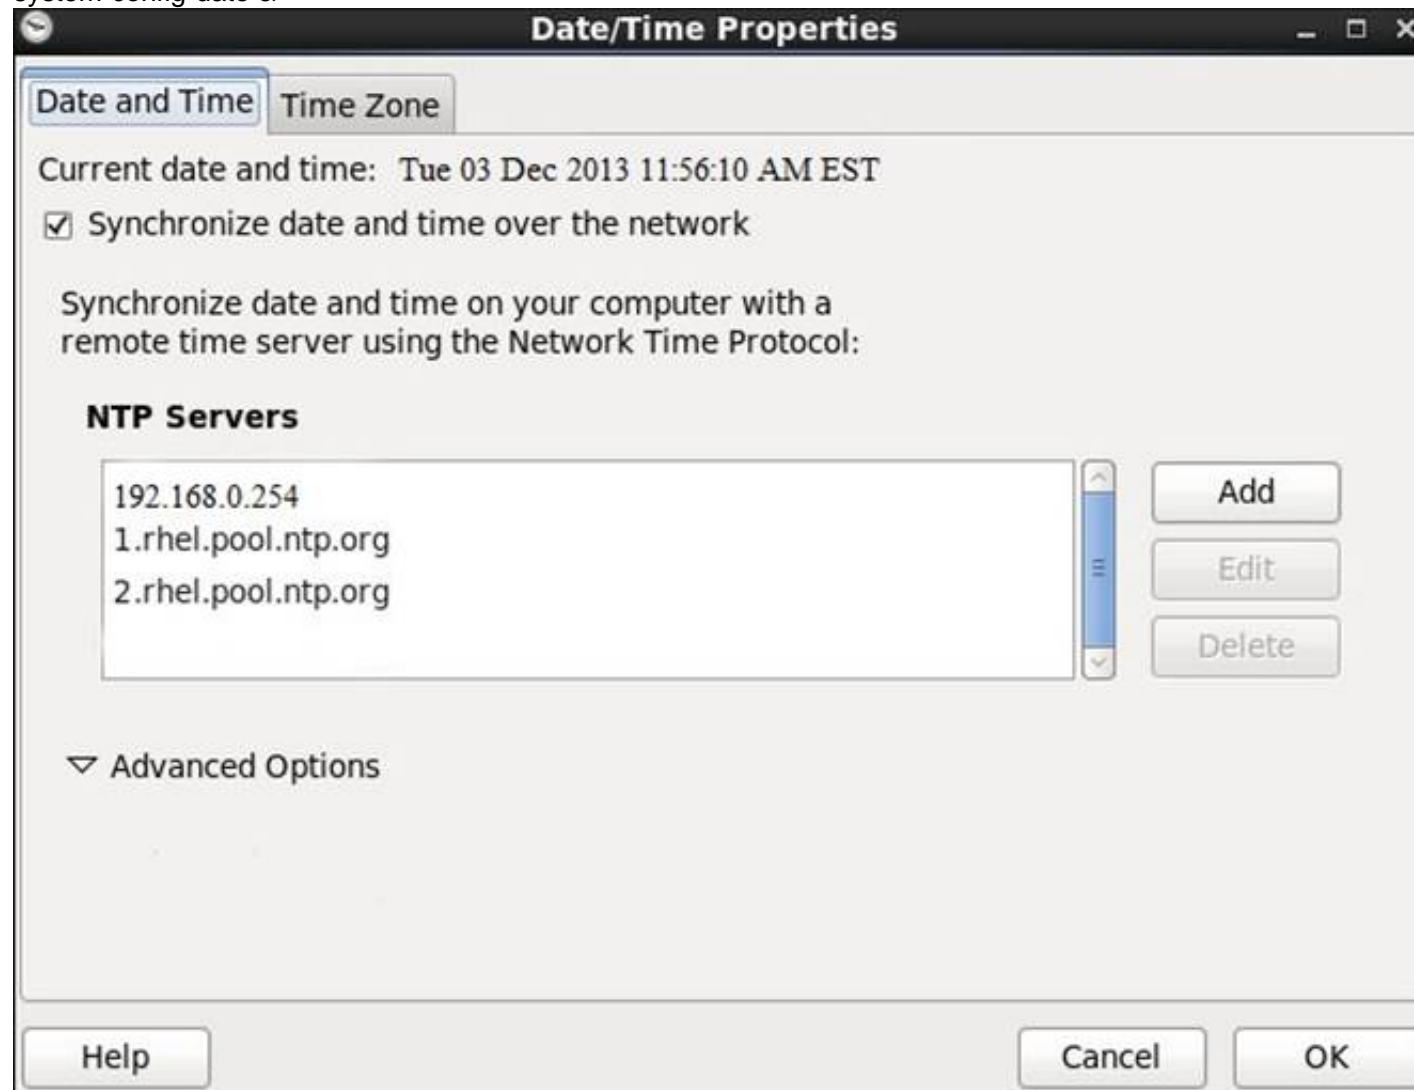 system-config-date &
Date/Time Properties
Date and Time
Time Zone
Current date and time: Tue 03 Dec 2013 11:56:10 AM EST
Synchronize date and time over the network
Synchronize date and time on your computer with a
remote time server using the Network Time Protocol:
NTP Servers
192.168.0.254
1.rhel.pool.ntp.org
2.rhel.pool.ntp.org
Add
Edit
Delete
Advanced Options
Help
Cancel
OK